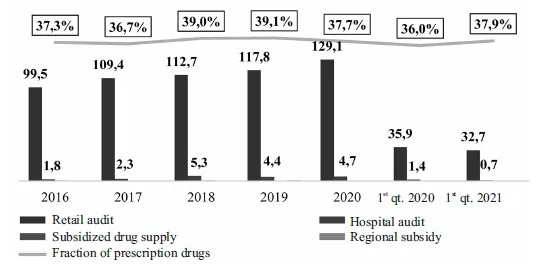 37,3% 36,7% 39,0% 39,1% 37,7% 36,0% 37,9%
99,5 109,4 112,7 117,8 129,1 35,9 32,7
1,8 2,3 5,3 4,4 4,7 1,4 0,7
2016 2017 2018 2019 2020 1st qt. 2020 1st qt. 2021
Retail audit Hospital audit
Subsidized drug supply Regional subsidy
Fraction of prescription drugs